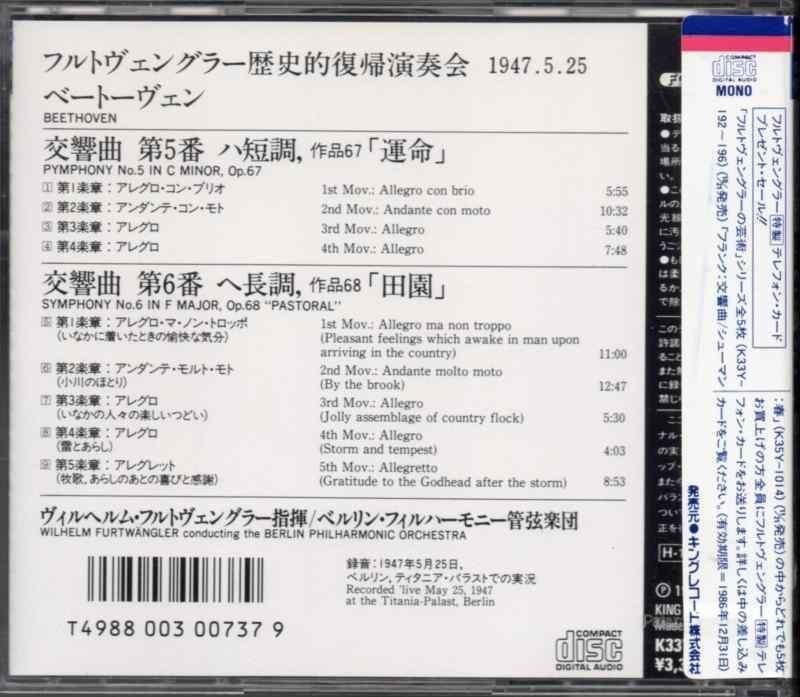 フルトヴェングラー歴史的復帰演奏会 1947.5.25
ベートーヴェン
BEETHOVEN
交響曲 第5番 ハ短調, 作品67「運命」
PYMPHONY No.5 IN C MINOR, Op.67
1 第1楽章:アレグロ・コン・ブリオ 1st Mov.: Allegro con brio 5:55
2 第2楽章:アンダンテ・コン・モト 2nd Mov.: Andante con moto 10:32
3 第3楽章:アレグロ 3rd Mov.: Allegro 5:40
4 第4楽章:アレグロ 4th Mov.: Allegro 7:48
交響曲 第6番 ヘ長調, 作品68「田園」
SYMPHONY No.6 IN F MAJOR, Op.68 "PASTORAL"
5 第1楽章:アレグロ・マ・ノン・トロッポ 1st Mov.: Allegro ma non troppo
(いなかに着いたときの愉快な気分) (Pleasant feelings which awake in man upon
arriving in the country) 11:00
6 第2楽章:アンダンテ・モルト・モト 2nd Mov.: Andante molto moto
(小川のほとり) (By the brook) 12:47
7 第3楽章:アレグロ 3rd Mov.: Allegro
(いなかの人々の楽しいつどい) (Jolly assemblage of country flock) 5:30
8 第4楽章:アレグロ 4th Mov.: Allegro
(雷とあらし) (Storm and tempest) 4:03
9 第5楽章:アレグレット 5th Mov.: Allegretto
(牧歌,あらしのあとの喜びと感謝) (Gratitude to the Godhead after the storm) 8:53
ヴィルヘルム・フルトヴェングラー指揮/ベルリン・フィルハーモニー管弦楽団
WILHELM FURTWÄNGLER conducting the BERLIN PHILHARMONIC ORCHESTRA
録音:1947年5月25日,
ベルリン,ティタニア・パラストでの実況
Recorded 'live May 25, 1947
at the Titania-Palast, Berlin
T4988 003 00737 9
COMPACT
disc
DIGITAL AUDIO
COMPACT
disc
DIGITAL AUDIO
MONO
フルトヴェングラー特製テレフォン・カード
プレゼント・セール!!
「フルトヴェングラーの芸術」シリーズ全5枚(K33Y-
192〜196)(発売)「フランク:交響曲/シューマン
:春」(K35Y-1014)(発売)の中からどれでも5枚
お買上げの方全員にフルトヴェングラー特製テレ
フォン・カードをお送りします。詳しくは中の差し込み
カードをご覧ください。(有効期限=1986年12月31日)
発売元●キングレコード株式会社